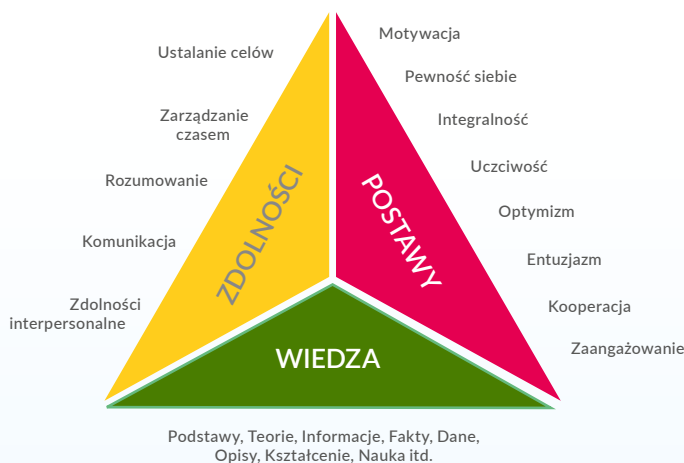 Ustalanie celów
Zarządzanie
czasem
Rozumowanie
Komunikacja
Zdolności
interpersonalne
ZDOLNOŚCI
POSTAWY
Motywacja
Pewność siebie
Integralność
Uczciwość
Optymizm
Entuzjazm
Kooperacja
Zaangażowanie
WIEDZA
Podstawy, Teorie, Informacje, Fakty, Dane,
Opisy, Kształcenie, Nauka itd.